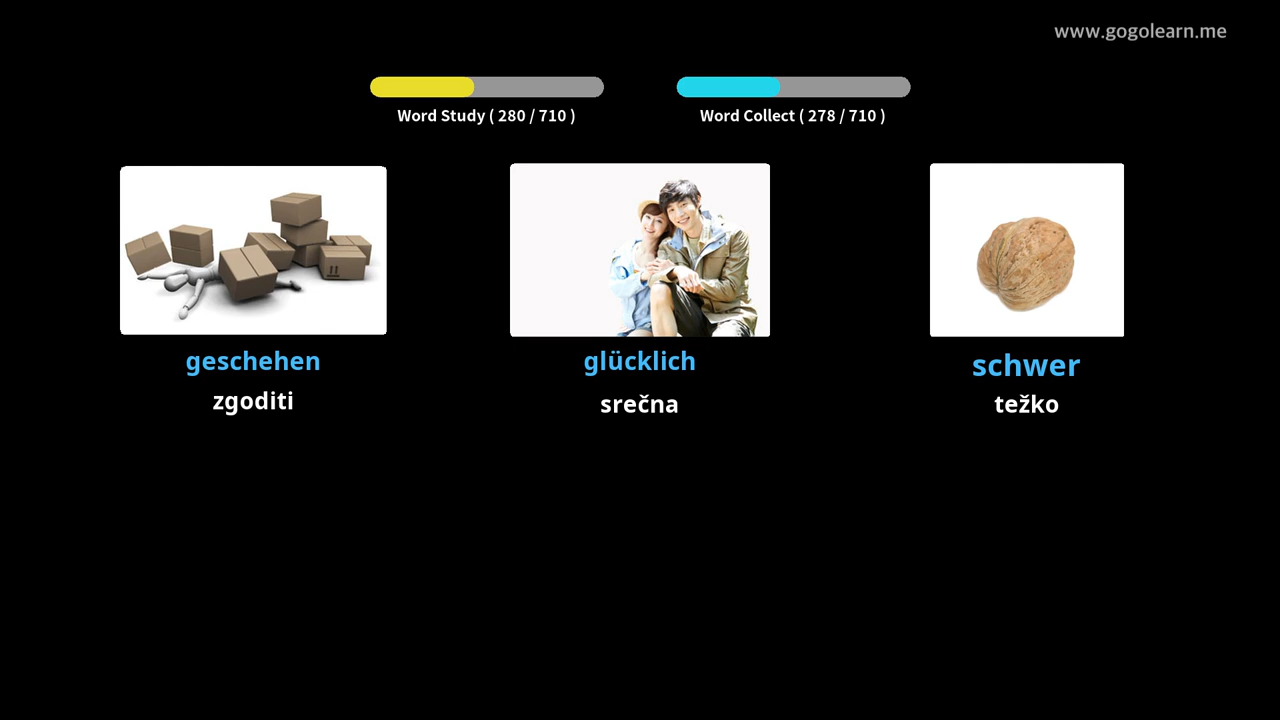 www.gogolearn.me
Word Study ( 280 / 710 )
Word Collect ( 278 / 710 )
geschehen
zgoditi
glücklich
srečna
schwer
težko